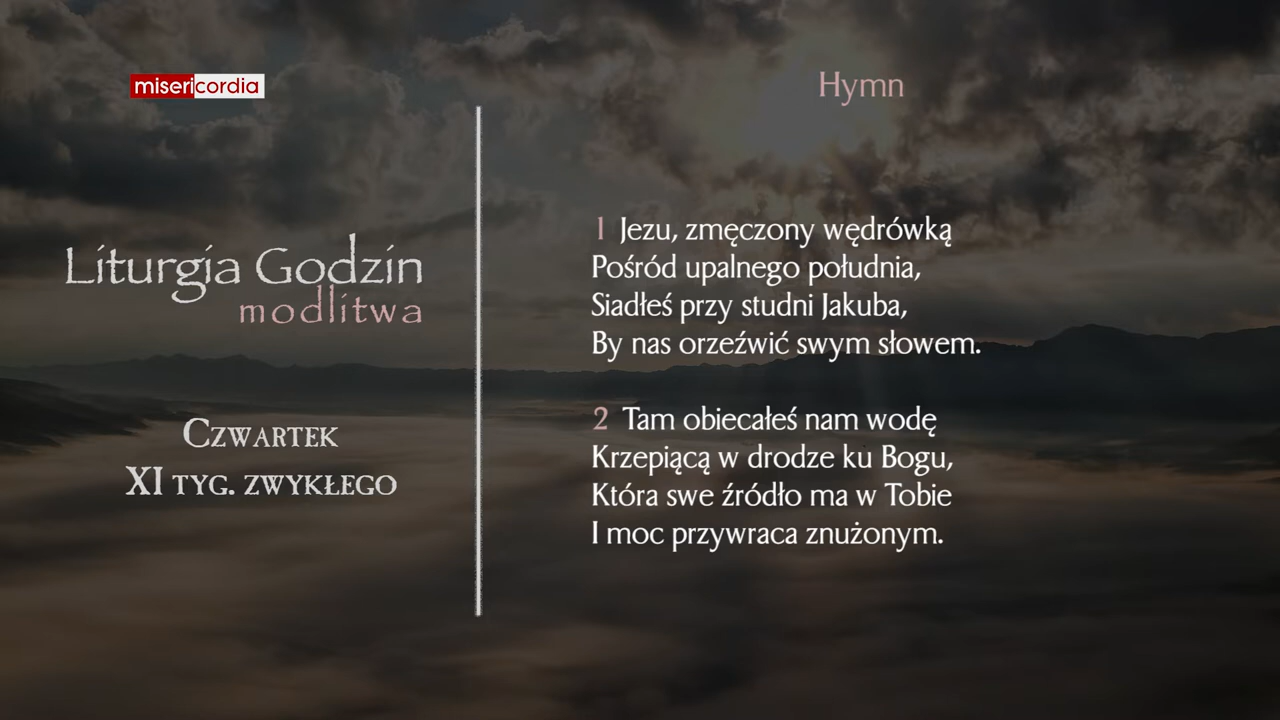 misericordia
Liturgia Godzin
modlitwa
Czwartek
XI tyg. zwykłego
Hymn
1 Jezu, zmęczony wędrówką
Pośród upalnego południa,
Siadłeś przy studni Jakuba,
By nas orzeźwić swym słowem.
2 Tam obiecałeś nam wodę
Krzepiącą w drodze ku Bogu,
Która swe źródło ma w Tobie
I moc przywraca znużonym.